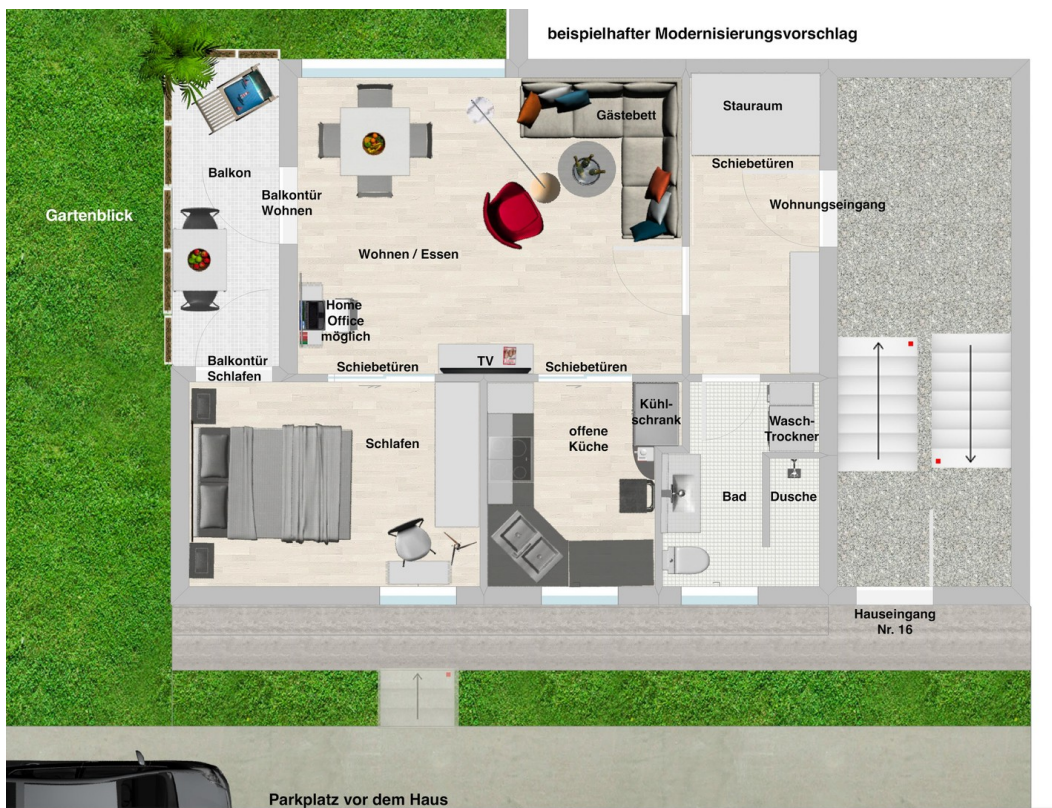 beispielhafter Modernisierungsvorschlag
Stauraum
Gästebett
Schiebetüren
Balkon
Balkontür
Wohnen
Wohnungseingang
Gartenblick
Wohnen / Essen
Home
Office
möglich
Balkontür
Schlafen
Schiebetüren
TV
Schiebetüren
Kühl-
schrank
Wasch-
Trockner
offene
Küche
Schlafen
Bad
Dusche
Hauseingang
Nr. 16
Parkplatz vor dem Haus